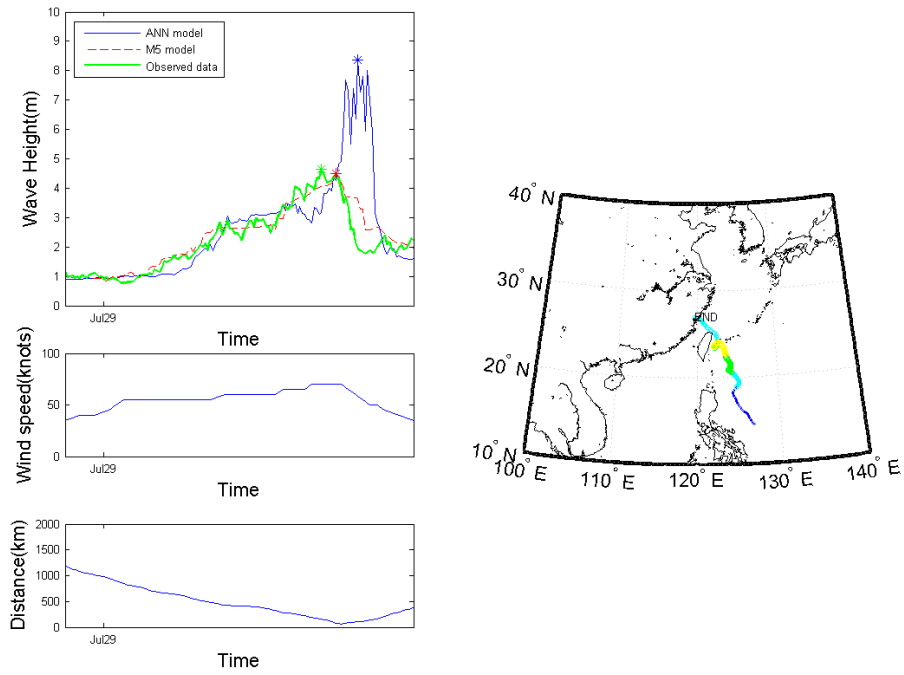 10
9
8
7
6
5
4
3
2
1
0
Wave Height(m)
ANN model
M5 model
Observed data
Jul29
Time
100
50
0
Wind speed(knots)
Jul29
Time
2000
1500
1000
500
0
Distance(km)
Jul29
Time
40° N
30° N
20° N
10° N
100° E
110° E
120° E
130° E
140° E
END